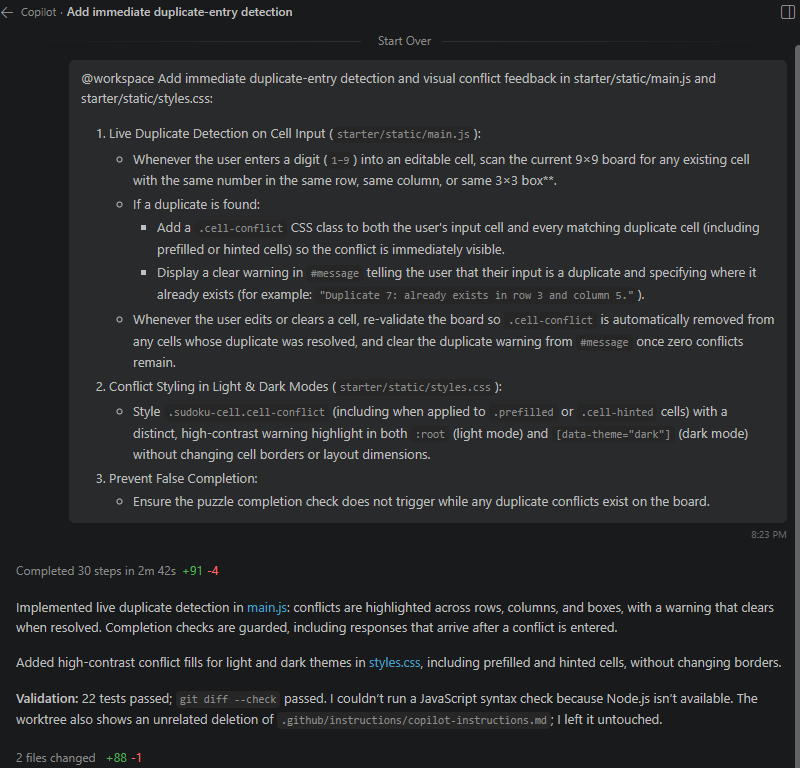 Copilot · Add immediate duplicate-entry detection
Start Over
@workspace Add immediate duplicate-entry detection and visual conflict feedback in starter/static/main.js and
starter/static/styles.css:
1. Live Duplicate Detection on Cell Input ( starter/static/main.js ):
Whenever the user enters a digit ( 1–9 ) into an editable cell, scan the current 9×9 board for any existing cell
with the same number in the same row, same column, or same 3×3 box**.
If a duplicate is found:
Add a .cell-conflict CSS class to both the user's input cell and every matching duplicate cell (including
prefilled or hinted cells) so the conflict is immediately visible.
Display a clear warning in #message telling the user that their input is a duplicate and specifying where it
already exists (for example: "Duplicate 7: already exists in row 3 and column 5." ).
Whenever the user edits or clears a cell, re-validate the board so .cell-conflict is automatically removed from
any cells whose duplicate was resolved, and clear the duplicate warning from #message once zero conflicts
remain.
2. Conflict Styling in Light & Dark Modes ( starter/static/styles.css ):
Style .sudoku-cell.cell-conflict (including when applied to .prefilled or .cell-hinted cells) with a
distinct, high-contrast warning highlight in both :root (light mode) and [data-theme="dark"] (dark mode)
without changing cell borders or layout dimensions.
3. Prevent False Completion:
Ensure the puzzle completion check does not trigger while any duplicate conflicts exist on the board.
8:23 PM
Completed 30 steps in 2m 42s +91 -4
Implemented live duplicate detection in main.js: conflicts are highlighted across rows, columns, and boxes, with a warning that clears
when resolved. Completion checks are guarded, including responses that arrive after a conflict is entered.
Added high-contrast conflict fills for light and dark themes in styles.css, including prefilled and hinted cells, without changing borders.
Validation: 22 tests passed; git diff --check passed. I couldn't run a JavaScript syntax check because Node.js isn't available. The
worktree also shows an unrelated deletion of .github/instructions/copilot-instructions.md; I left it untouched.
2 files changed +88 -1